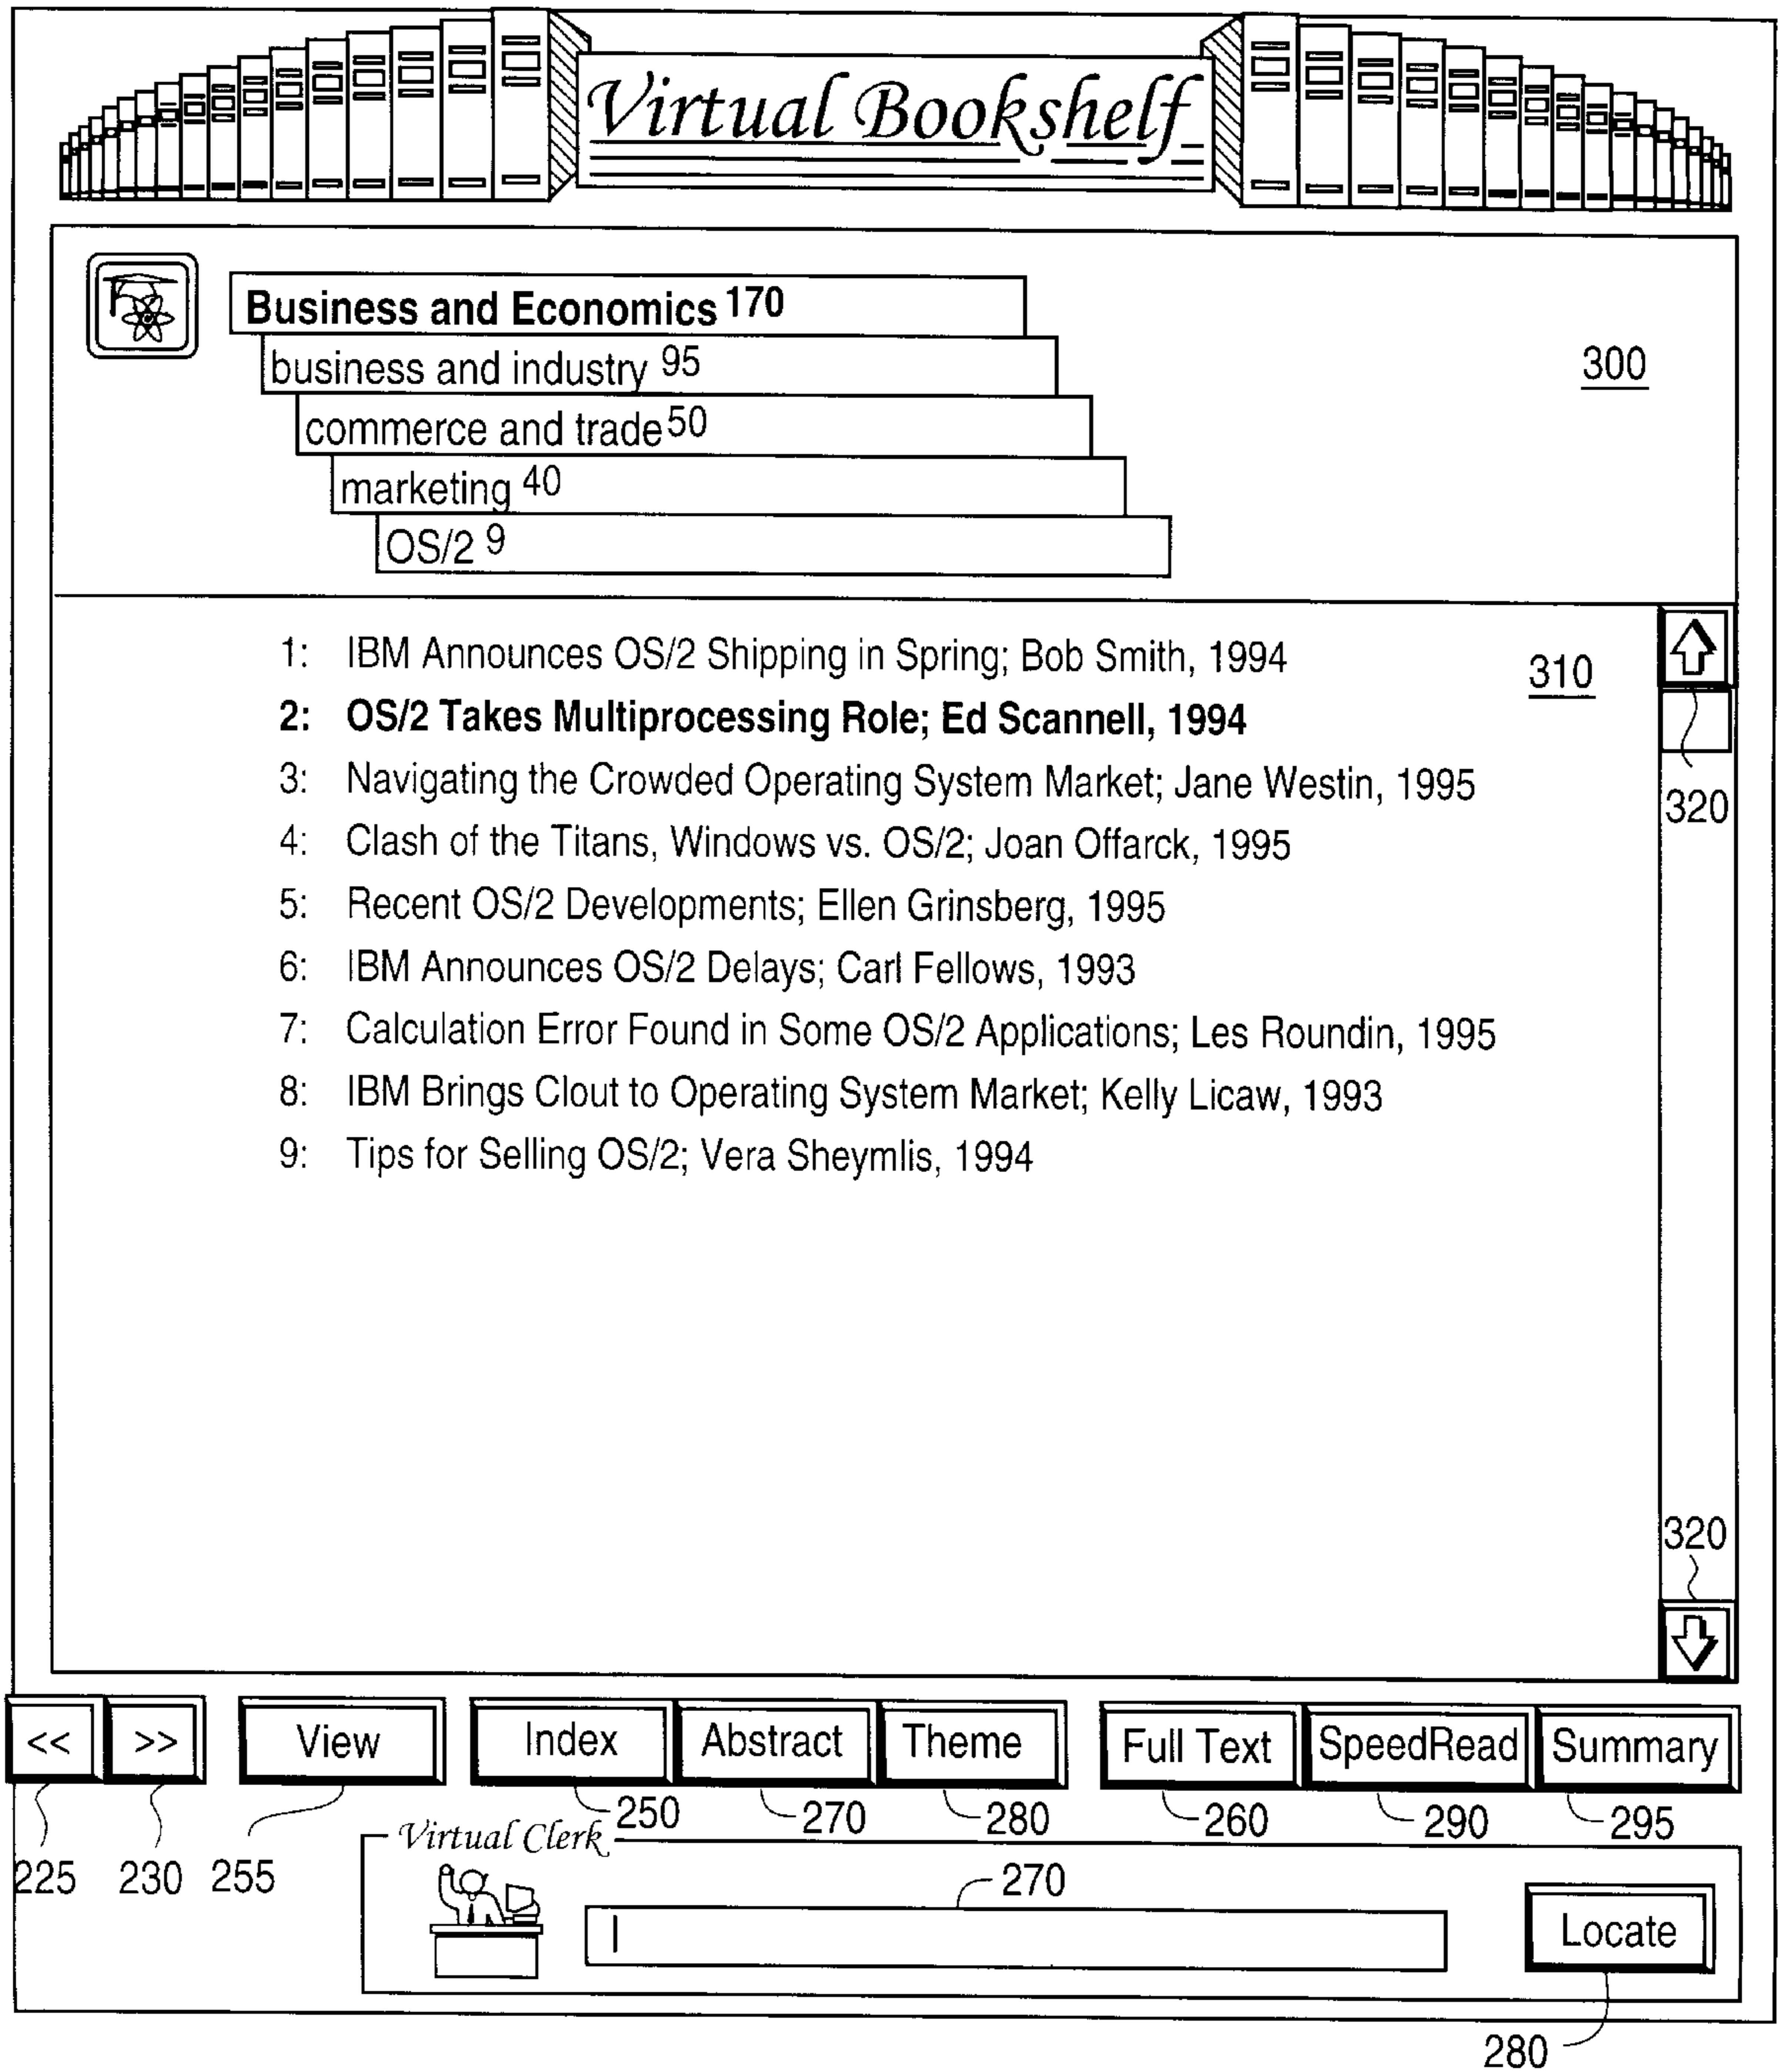 Virtual Bookshelf
Business and Economics 170
business and industry 95
300
commerce and trade 50
marketing 40
OS/2 9
1: IBM Announces OS/2 Shipping in Spring; Bob Smith, 1994
310
2: OS/2 Takes Multiprocessing Role; Ed Scannell, 1994
3: Navigating the Crowded Operating System Market; Jane Westin, 1995
320
4: Clash of the Titans, Windows vs. OS/2; Joan Offarck, 1995
5: Recent OS/2 Developments; Ellen Grinsberg, 1995
6: IBM Announces OS/2 Delays; Carl Fellows, 1993
7: Calculation Error Found in Some OS/2 Applications; Les Roundin, 1995
8: IBM Brings Clout to Operating System Market; Kelly Licaw, 1993
9: Tips for Selling OS/2; Vera Sheymlis, 1994
320
<< >> View Index Abstract Theme Full Text SpeedRead Summary
250 270 280 260 290 295
Virtual Clerk
225 230 255
270
Locate
280